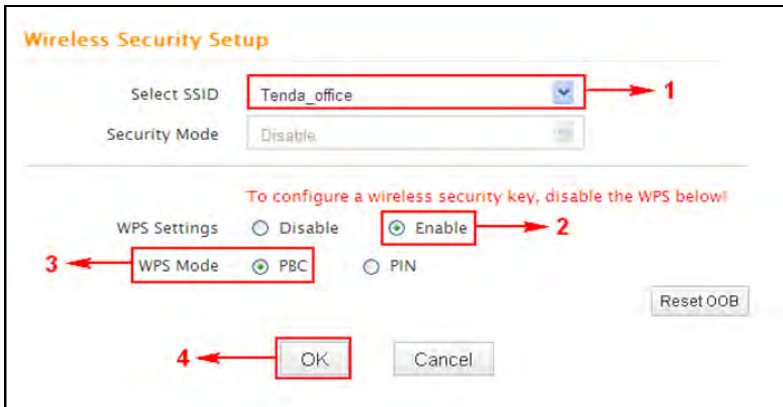 Wireless Security Setup
Select SSID Tenda_office 1
Security Mode Disable
To configure a wireless security key, disable the WPS below!
WPS Settings Disable Enable 2
3 WPS Mode PBC PIN
Reset OOB
4 OK Cancel